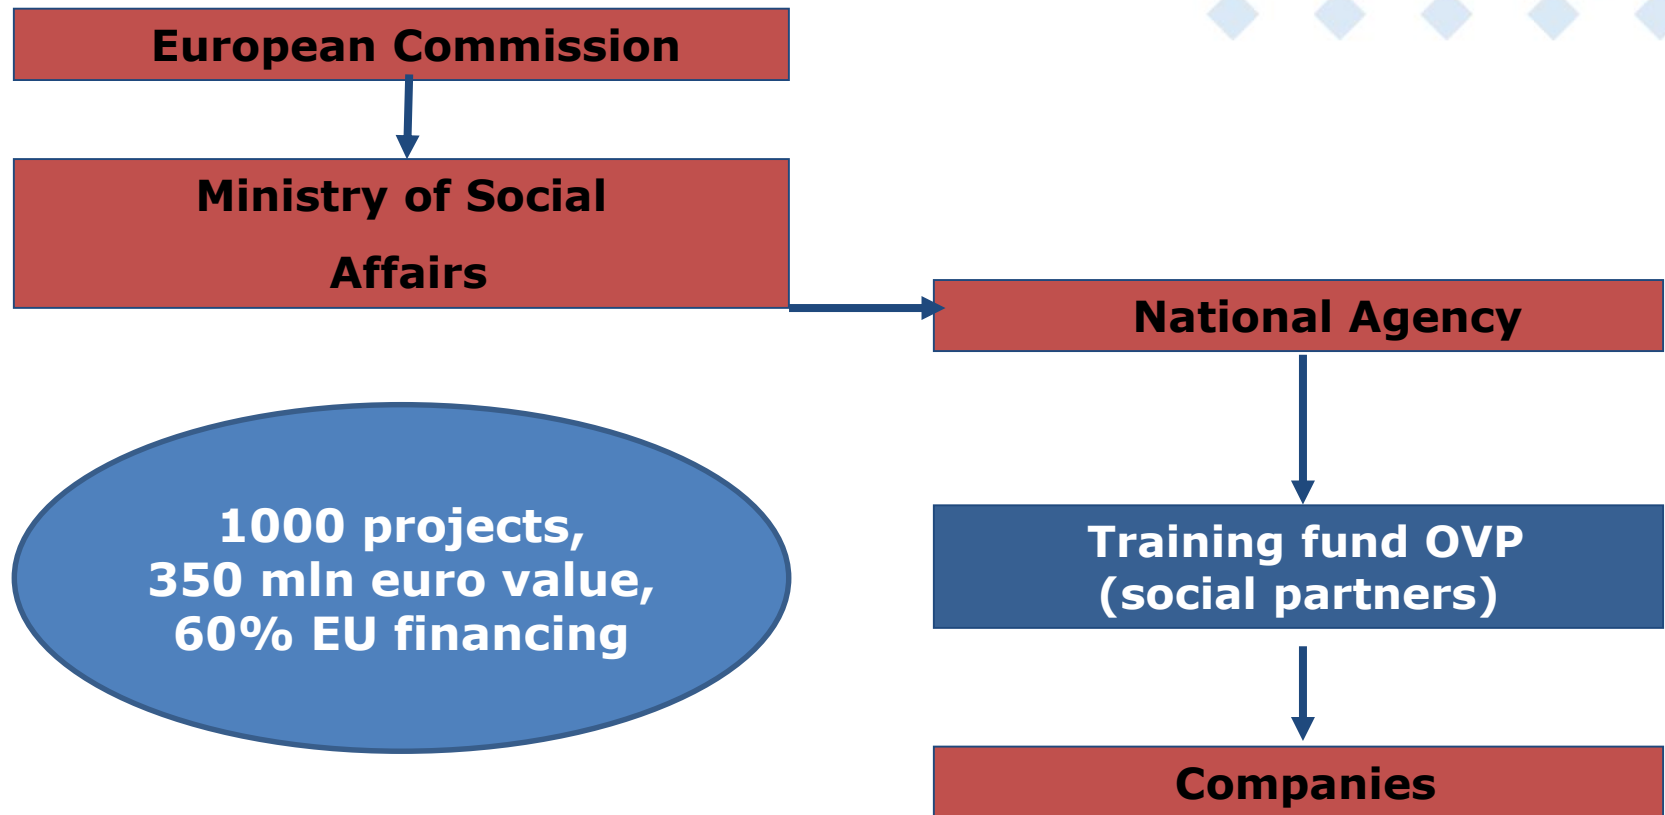 European Commission
Ministry of Social
Affairs
National Agency
1000 projects,
350 mln euro value,
60% EU financing
Training fund OVP
(social partners)
Companies